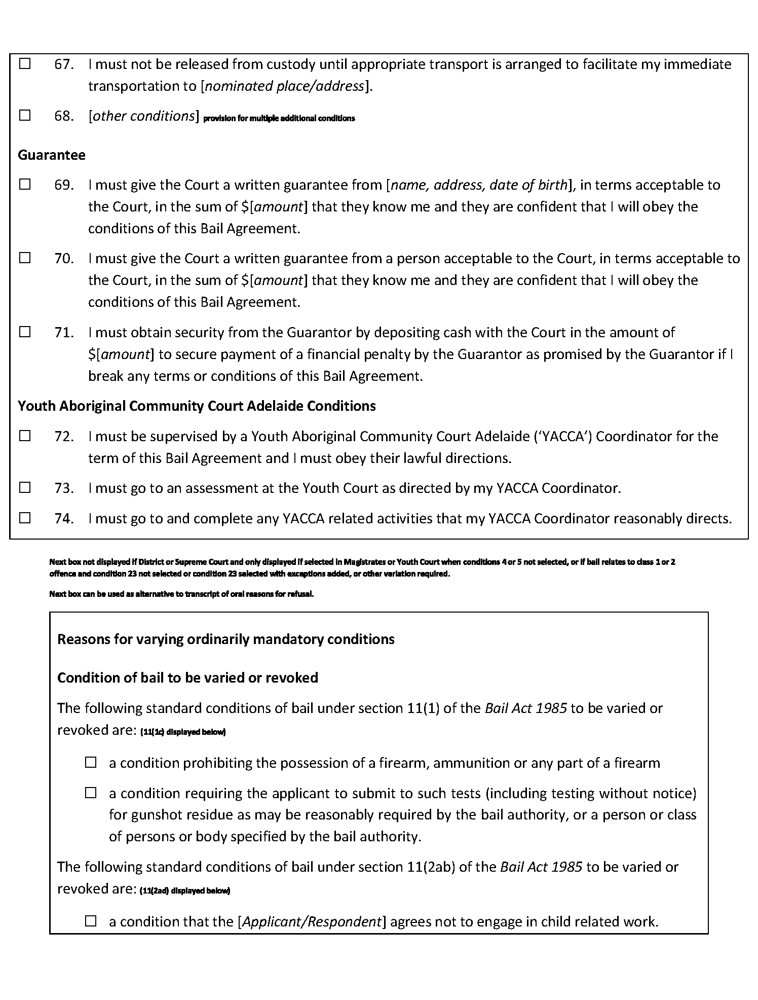 ☐ 67. I must not be released from custody until appropriate transport is arranged to facilitate my immediate
transportation to [nominated place/address].
☐ 68. [other conditions] provision for multiple additional conditions
Guarantee
☐ 69. I must give the Court a written guarantee from [name, address, date of birth], in terms acceptable to
the Court, in the sum of $[amount] that they know me and they are confident that I will obey the
conditions of this Bail Agreement.
☐ 70. I must give the Court a written guarantee from a person acceptable to the Court, in terms acceptable to
the Court, in the sum of $[amount] that they know me and they are confident that I will obey the
conditions of this Bail Agreement.
☐ 71. I must obtain security from the Guarantor by depositing cash with the Court in the amount of
$[amount] to secure payment of a financial penalty by the Guarantor as promised by the Guarantor if I
break any terms or conditions of this Bail Agreement.
Youth Aboriginal Community Court Adelaide Conditions
☐ 72. I must be supervised by a Youth Aboriginal Community Court Adelaide (‘YACCA’) Coordinator for the
term of this Bail Agreement and I must obey their lawful directions.
☐ 73. I must go to an assessment at the Youth Court as directed by my YACCA Coordinator.
☐ 74. I must go to and complete any YACCA related activities that my YACCA Coordinator reasonably directs.
Next box not displayed if District or Supreme Court and only displayed if selected in Magistrates or Youth Court when conditions 4 or 5 not selected, or if bail relates to class 1 or 2
offence and condition 23 not selected or condition 23 selected with exceptions added, or other variation required.
Next box can be used as alternative to transcript of oral reasons for refusal.
Reasons for varying ordinarily mandatory conditions
Condition of bail to be varied or revoked
The following standard conditions of bail under section 11(1) of the Bail Act 1985 to be varied or
revoked are: (11(1c) displayed below)
☐ a condition prohibiting the possession of a firearm, ammunition or any part of a firearm
☐ a condition requiring the applicant to submit to such tests (including testing without notice)
for gunshot residue as may be reasonably required by the bail authority, or a person or class
of persons or body specified by the bail authority.
The following standard conditions of bail under section 11(2ab) of the Bail Act 1985 to be varied or
revoked are: (11(2ad) displayed below)
☐ a condition that the [Applicant/Respondent] agrees not to engage in child related work.